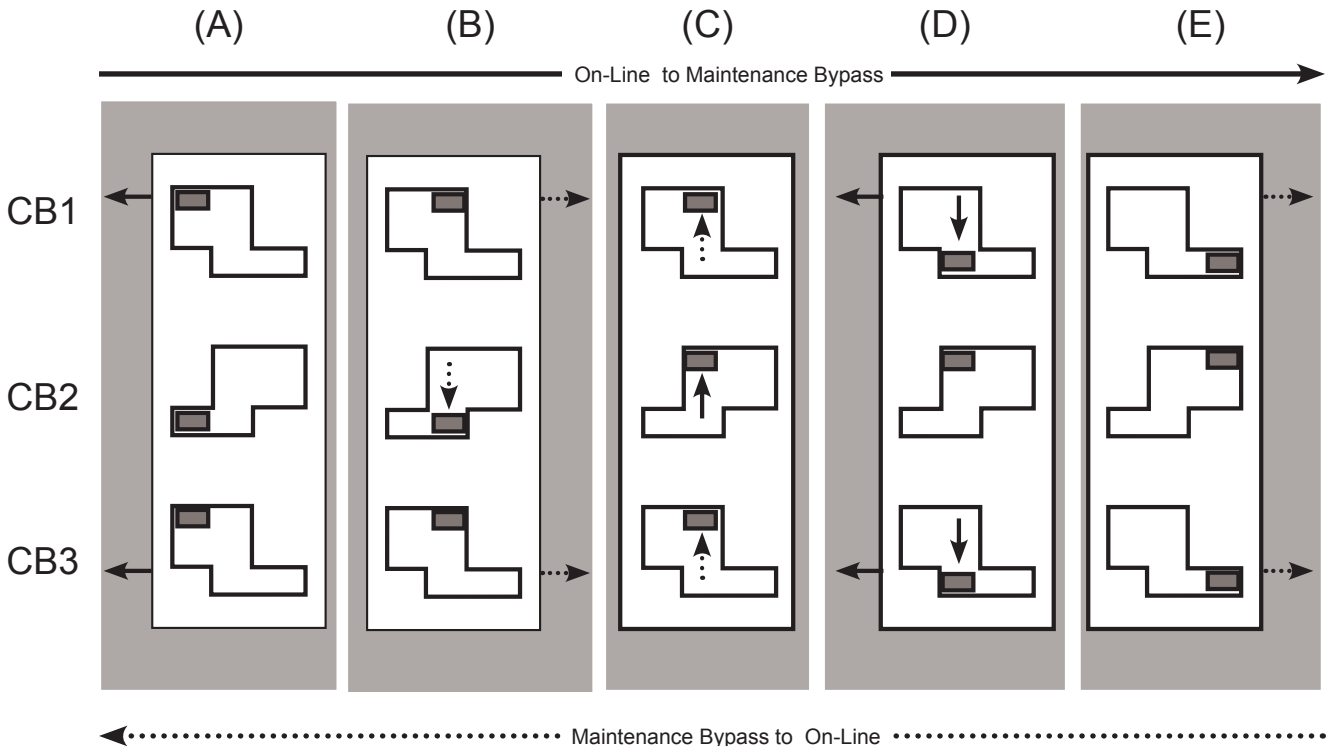 (A) (B) (C) (D) (E)
On-Line to Maintenance Bypass
CB1
CB2
CB3
Maintenance Bypass to On-Line